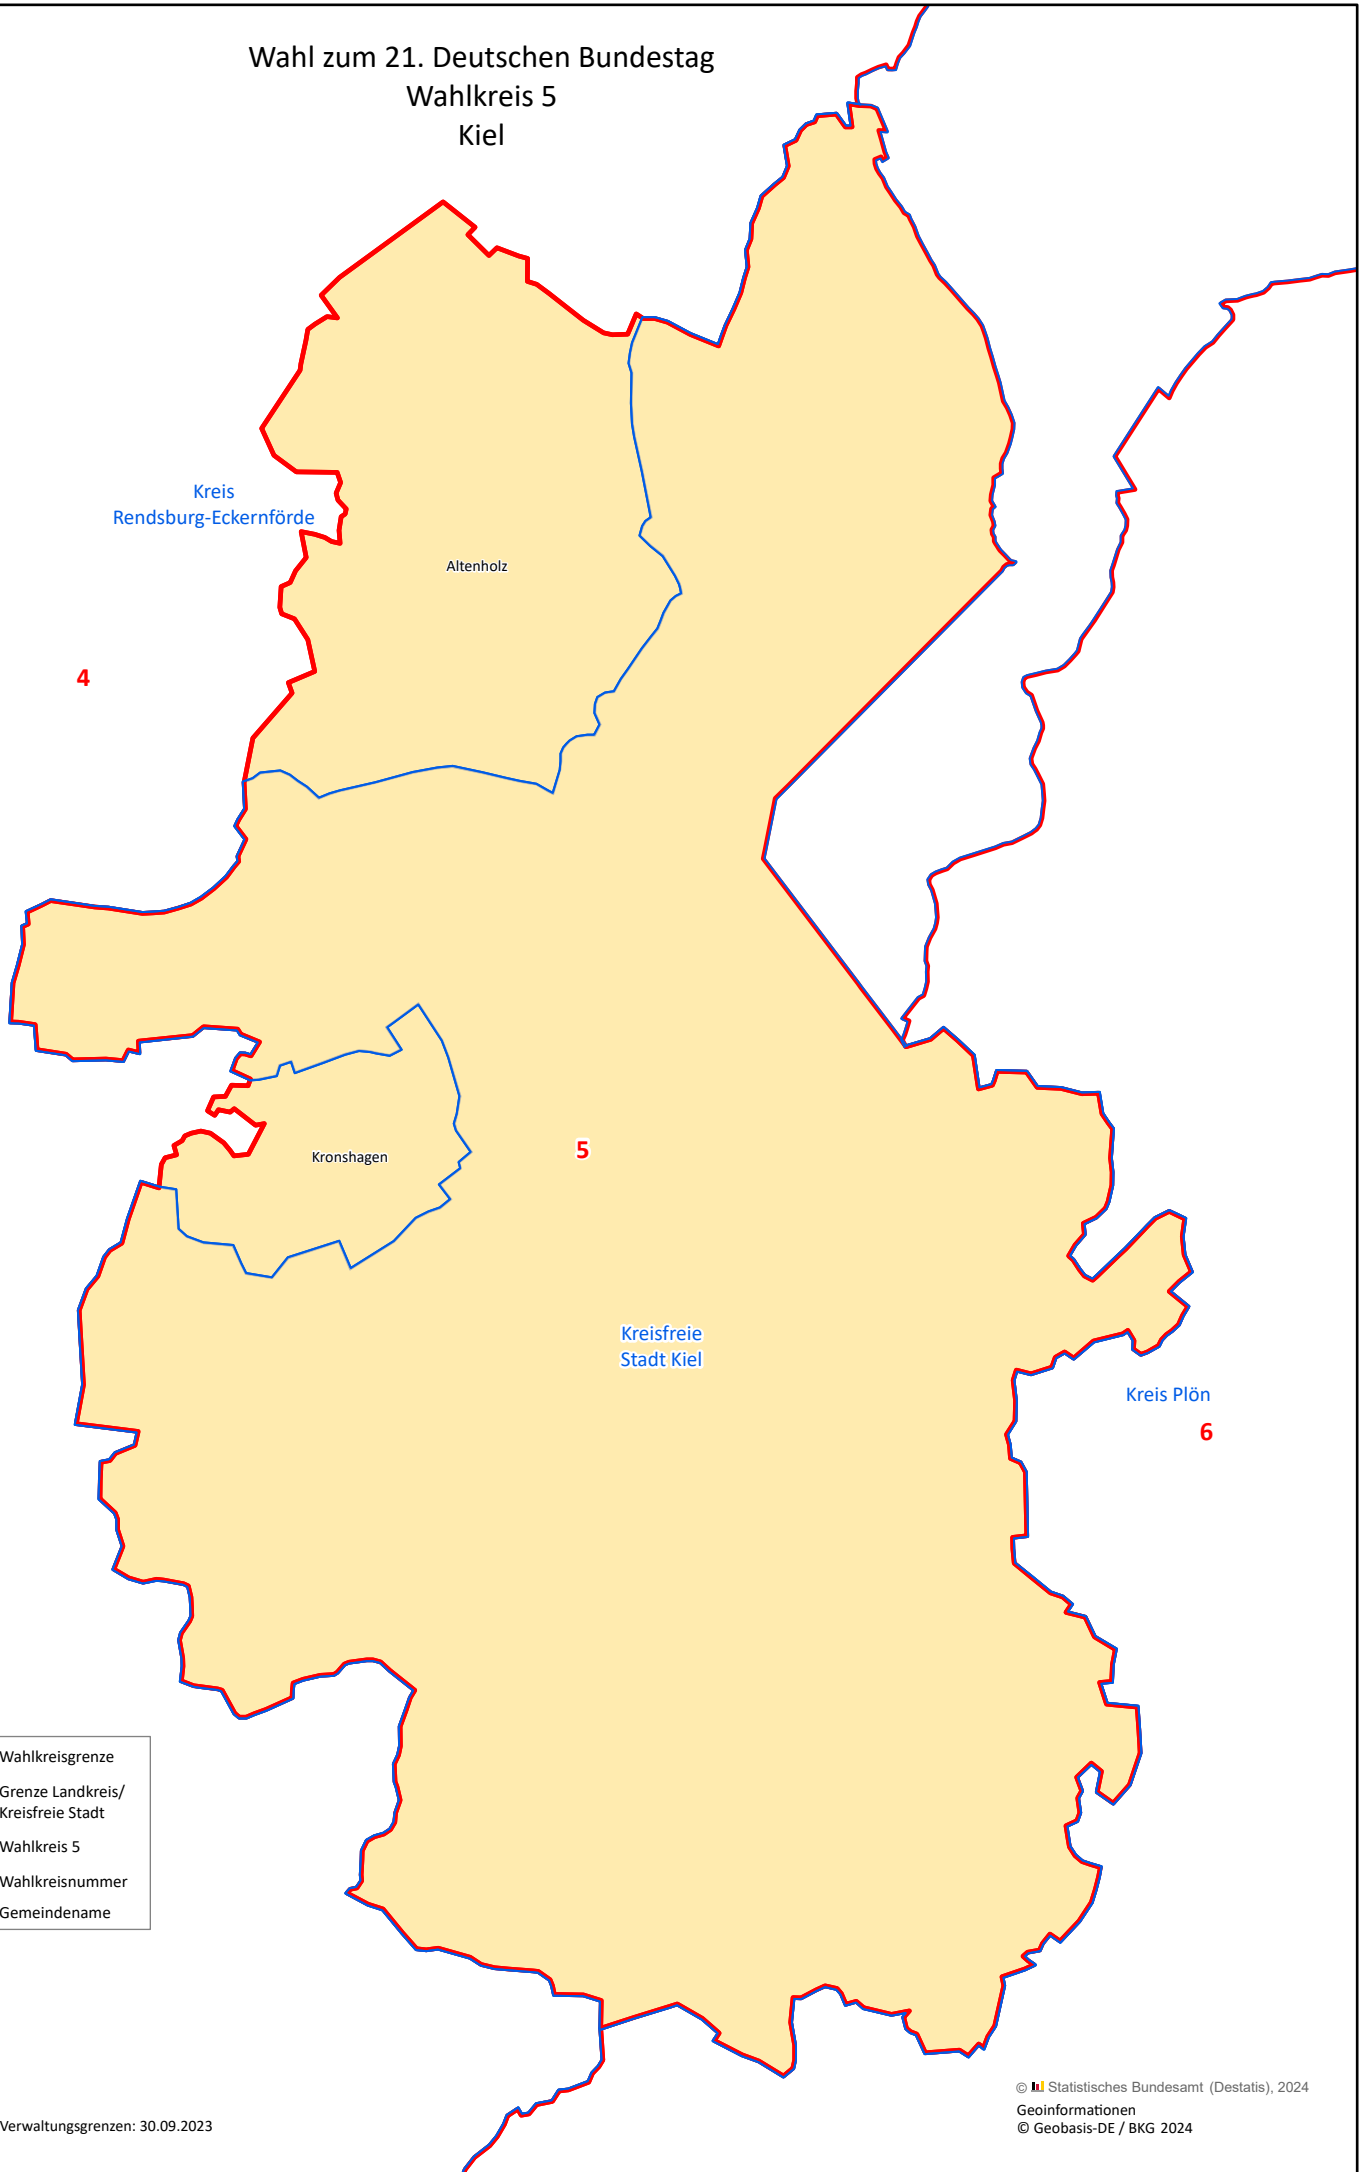 Wahl zum 21. Deutschen Bundestag
Wahlkreis 5
Kiel
Kreis
Rendsburg-Eckernförde
Altenholz
4
Kronshagen
5
Kreisfreie
Stadt Kiel
Kreis Plön
6
Wahlkreisgrenze
Grenze Landkreis/
Kreisfreie Stadt
Wahlkreis 5
Wahlkreisnummer
Gemeindename
Verwaltungsgrenzen: 30.09.2023
© Statistisches Bundesamt (Destatis), 2024
Geoinformationen
© Geobasis-DE / BKG 2024